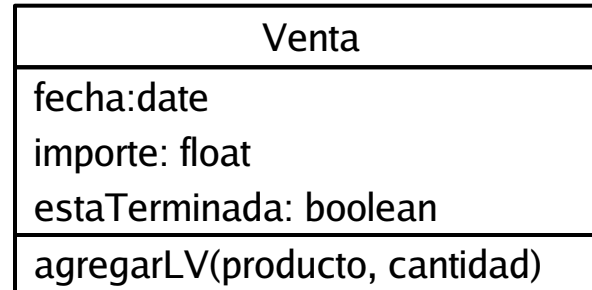 Venta
fecha:date
importe: float
estaTerminada: boolean
agregarLV(producto, cantidad)